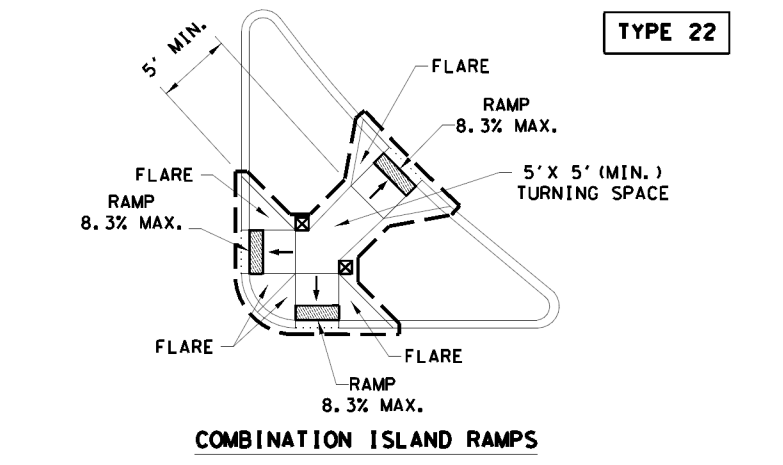 TYPE 22
5' MIN.
FLARE
RAMP
8.3% MAX.
5'X 5'(MIN.)
TURNING SPACE
FLARE
RAMP
8.3% MAX.
FLARE
FLARE
RAMP
8.3% MAX.
COMBINATION ISLAND RAMPS